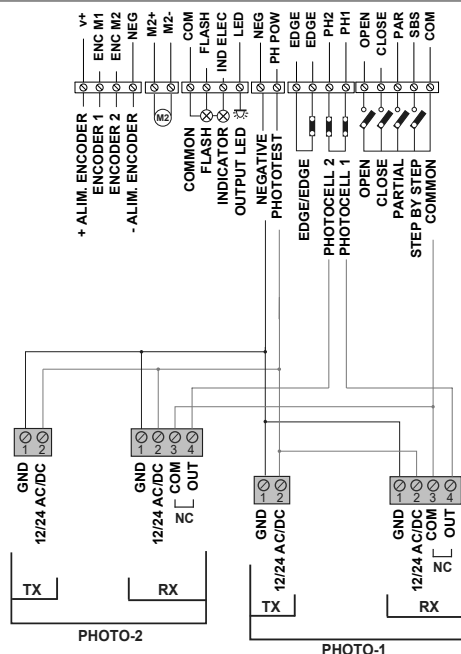 V+
ENC M1
ENC M2
NEG
M2+
M2-
COM
FLASH
IND ELEC
LED
NEG
PH POW
EDGE
EDGE
PH2
PH1
OPEN
CLOSE
PAR
SBS
COM
M2
+ ALIM. ENCODER
ENCODER 1
ENCODER 2
- ALIM. ENCODER
COMMON
FLASH
INDICATOR
OUTPUT LED
NEGATIVE
PHOTOTEST
EDGE/EDGE
PHOTOCELL 2
PHOTOCELL 1
OPEN
CLOSE
PARTIAL
STEP BY STEP
COMMON
1 2
GND
12/24 AC/DC
TX
1 2 3 4
GND
12/24 AC/DC
COM
OUT
NC
RX
PHOTO-2
1 2
GND
12/24 AC/DC
TX
1 2 3 4
GND
12/24 AC/DC
COM
OUT
NC
RX
PHOTO-1